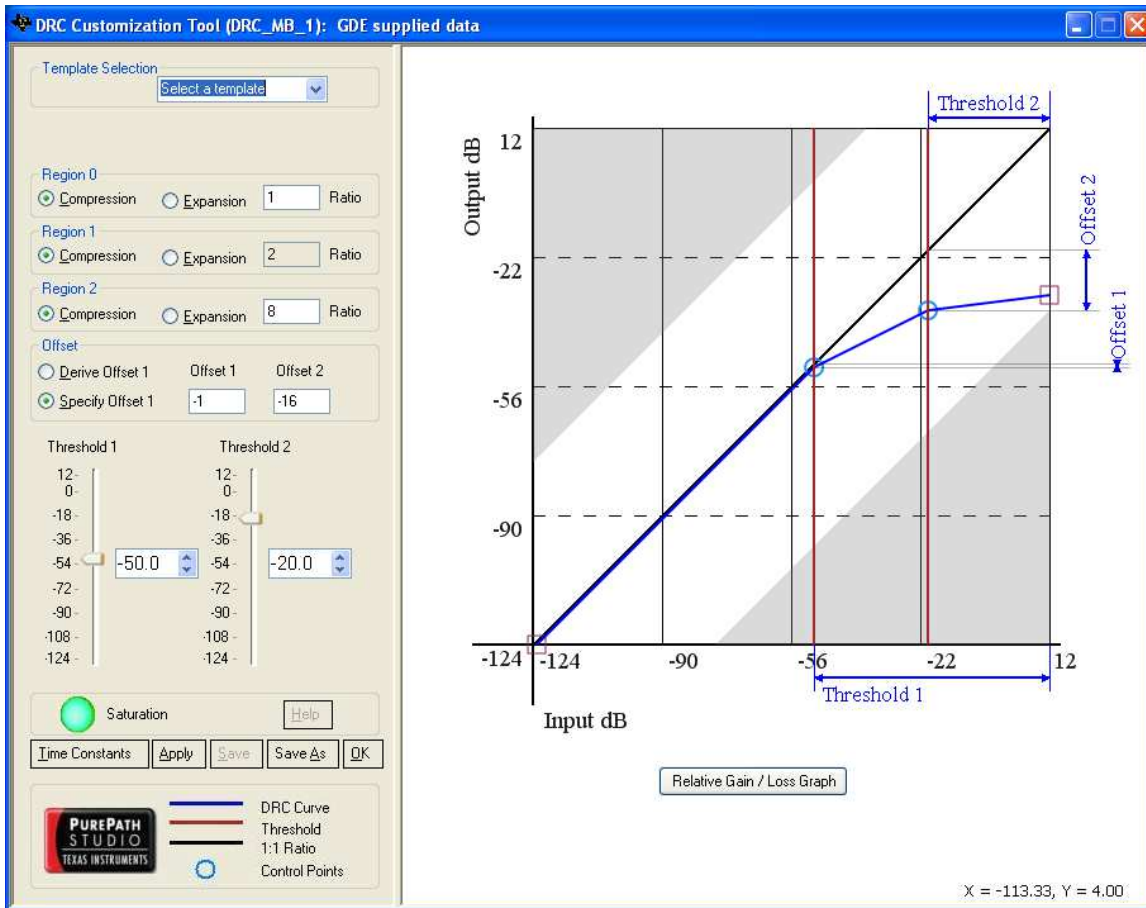 DRC Customization Tool (DRC_MB_1): GDE supplied data
Template Selection
Select a template
Region 0
Compression Expansion 1 Ratio
Region 1
Compression Expansion 2 Ratio
Region 2
Compression Expansion 8 Ratio
Offset
Derive Offset 1 Offset 1 Offset 2
Specify Offset 1 -1 -16
Threshold 1 Threshold 2
12 12
0 0
-18 -18
-36 -36
-54 -50.0 -54 -20.0
-72 -72
-90 -90
-108 -108
-124 -124
Saturation Help
Time Constants Apply Save Save As OK
PUREPATH
STUDIO
TEXAS INSTRUMENTS
DRC Curve
Threshold
1:1 Ratio
Control Points
Threshold 2
Output dB
12
-22
-56
-90
-124
Offset 2
Offset 1
-124 -90 -56 -22 12
Threshold 1
Input dB
Relative Gain / Loss Graph
X = -113.33, Y = 4.00